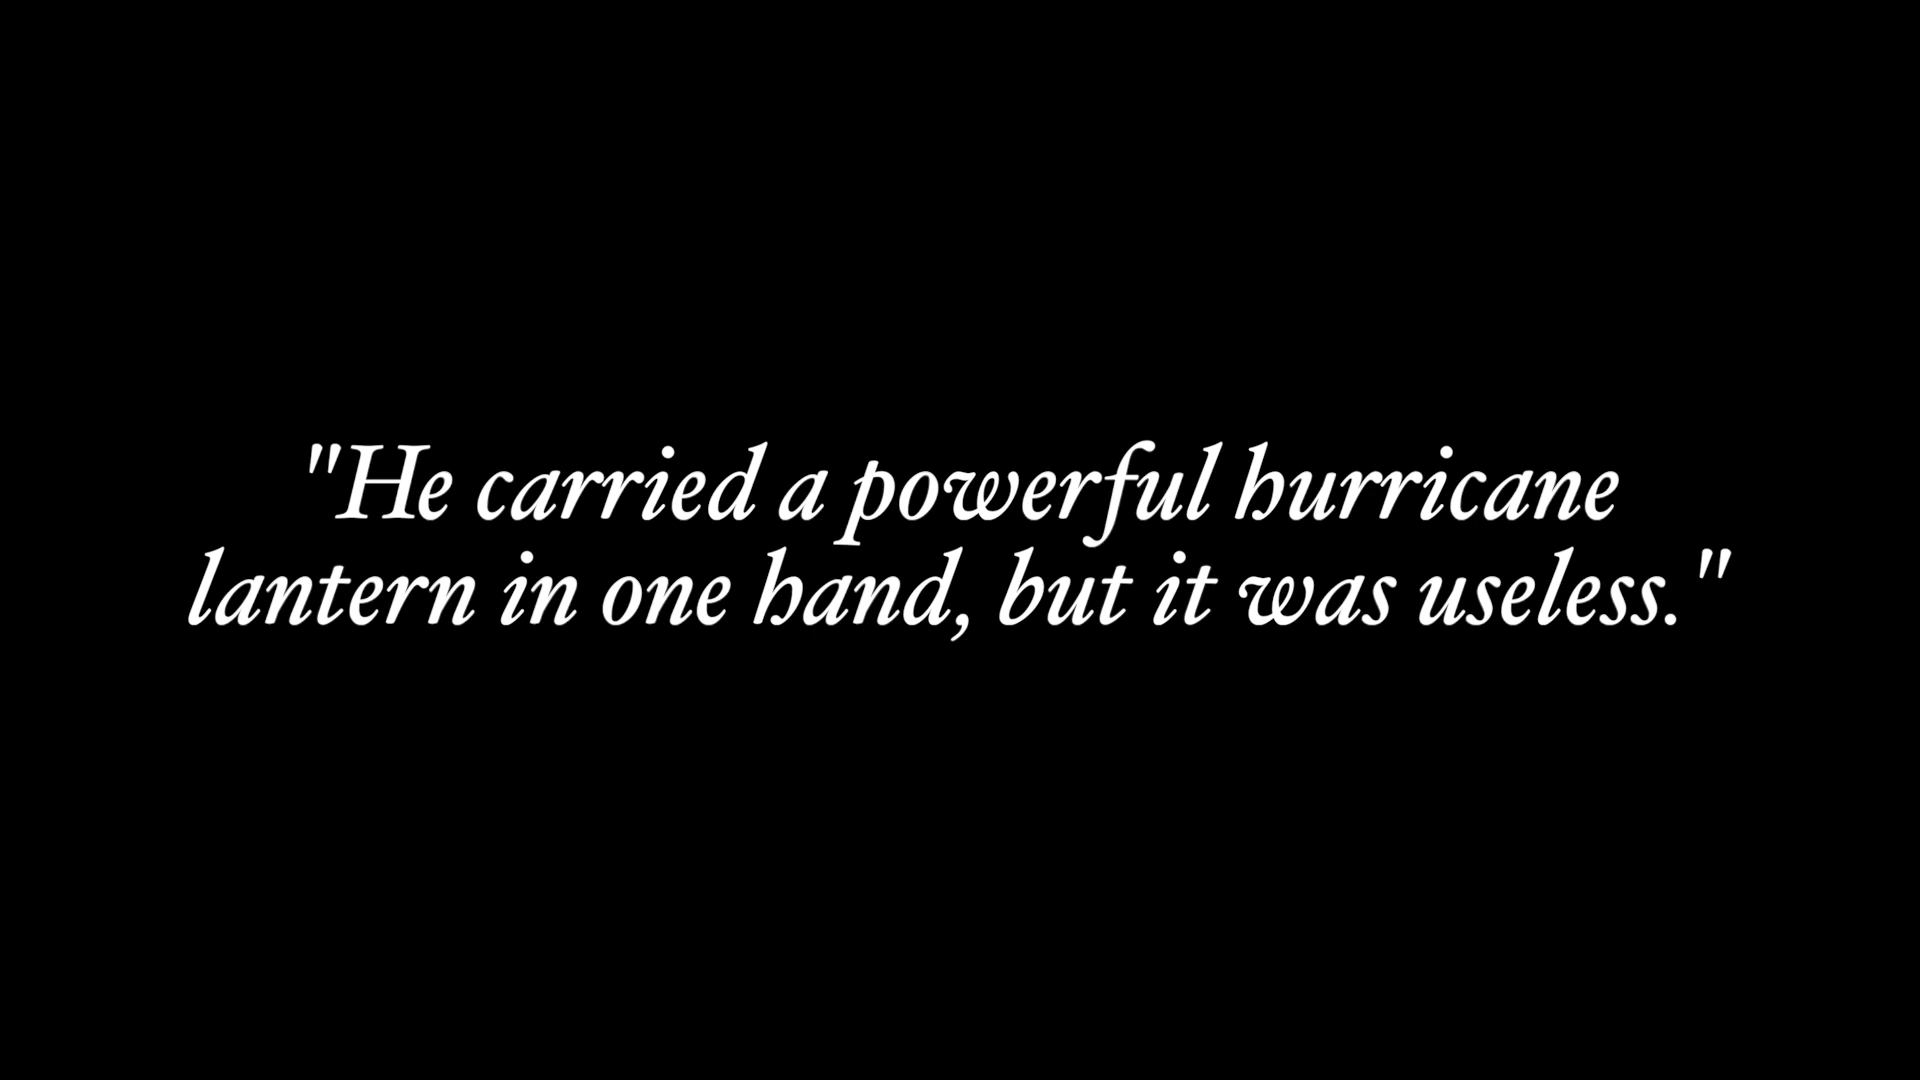 "He carried a powerful hurricane
lantern in one hand, but it was useless."